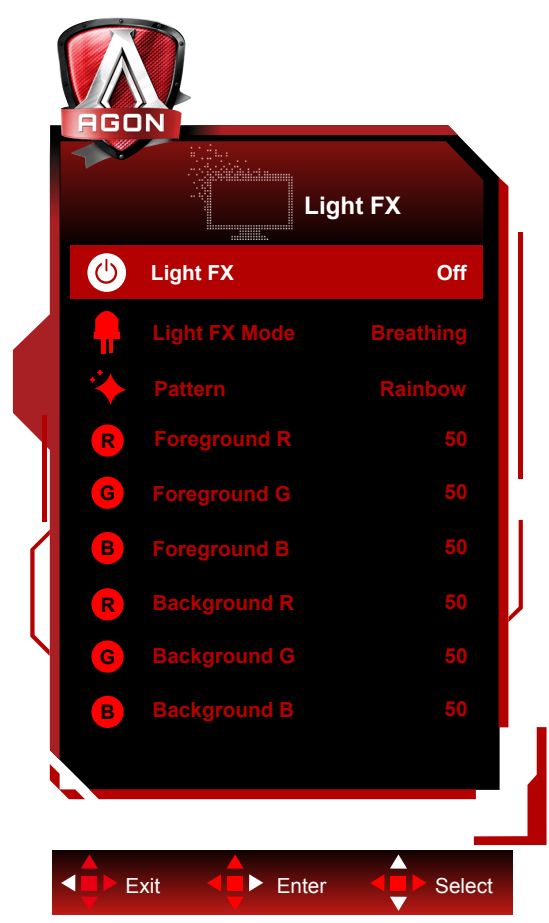 AGON
Light FX
Light FX Off
Light FX Mode Breathing
Pattern Rainbow
R Foreground R 50
G Foreground G 50
B Foreground B 50
R Background R 50
G Background G 50
B Background B 50
Exit Enter Select